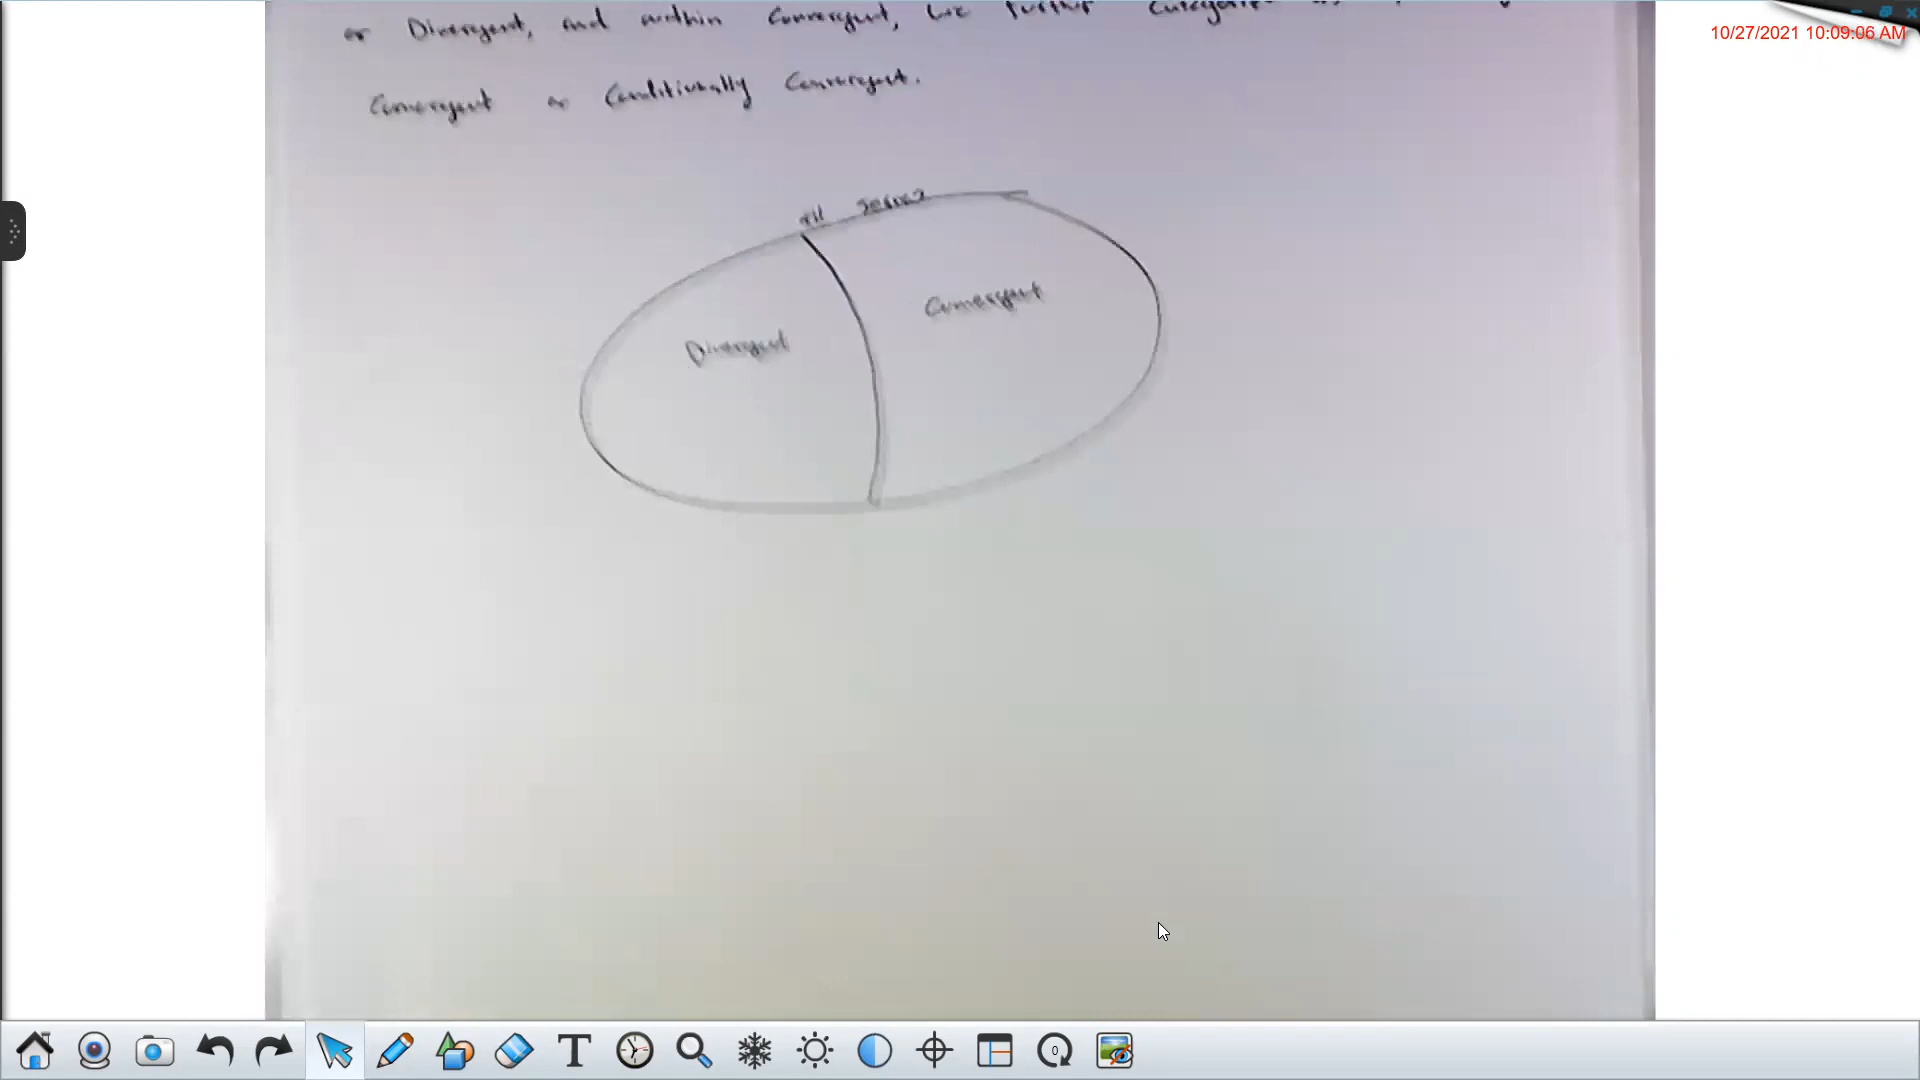 10/27/2021 10:09:06 AM
or Divergent, and within Convergent, we further
Convergent or Conditionally Convergent.
all series
Convergent
Divergent
T
0